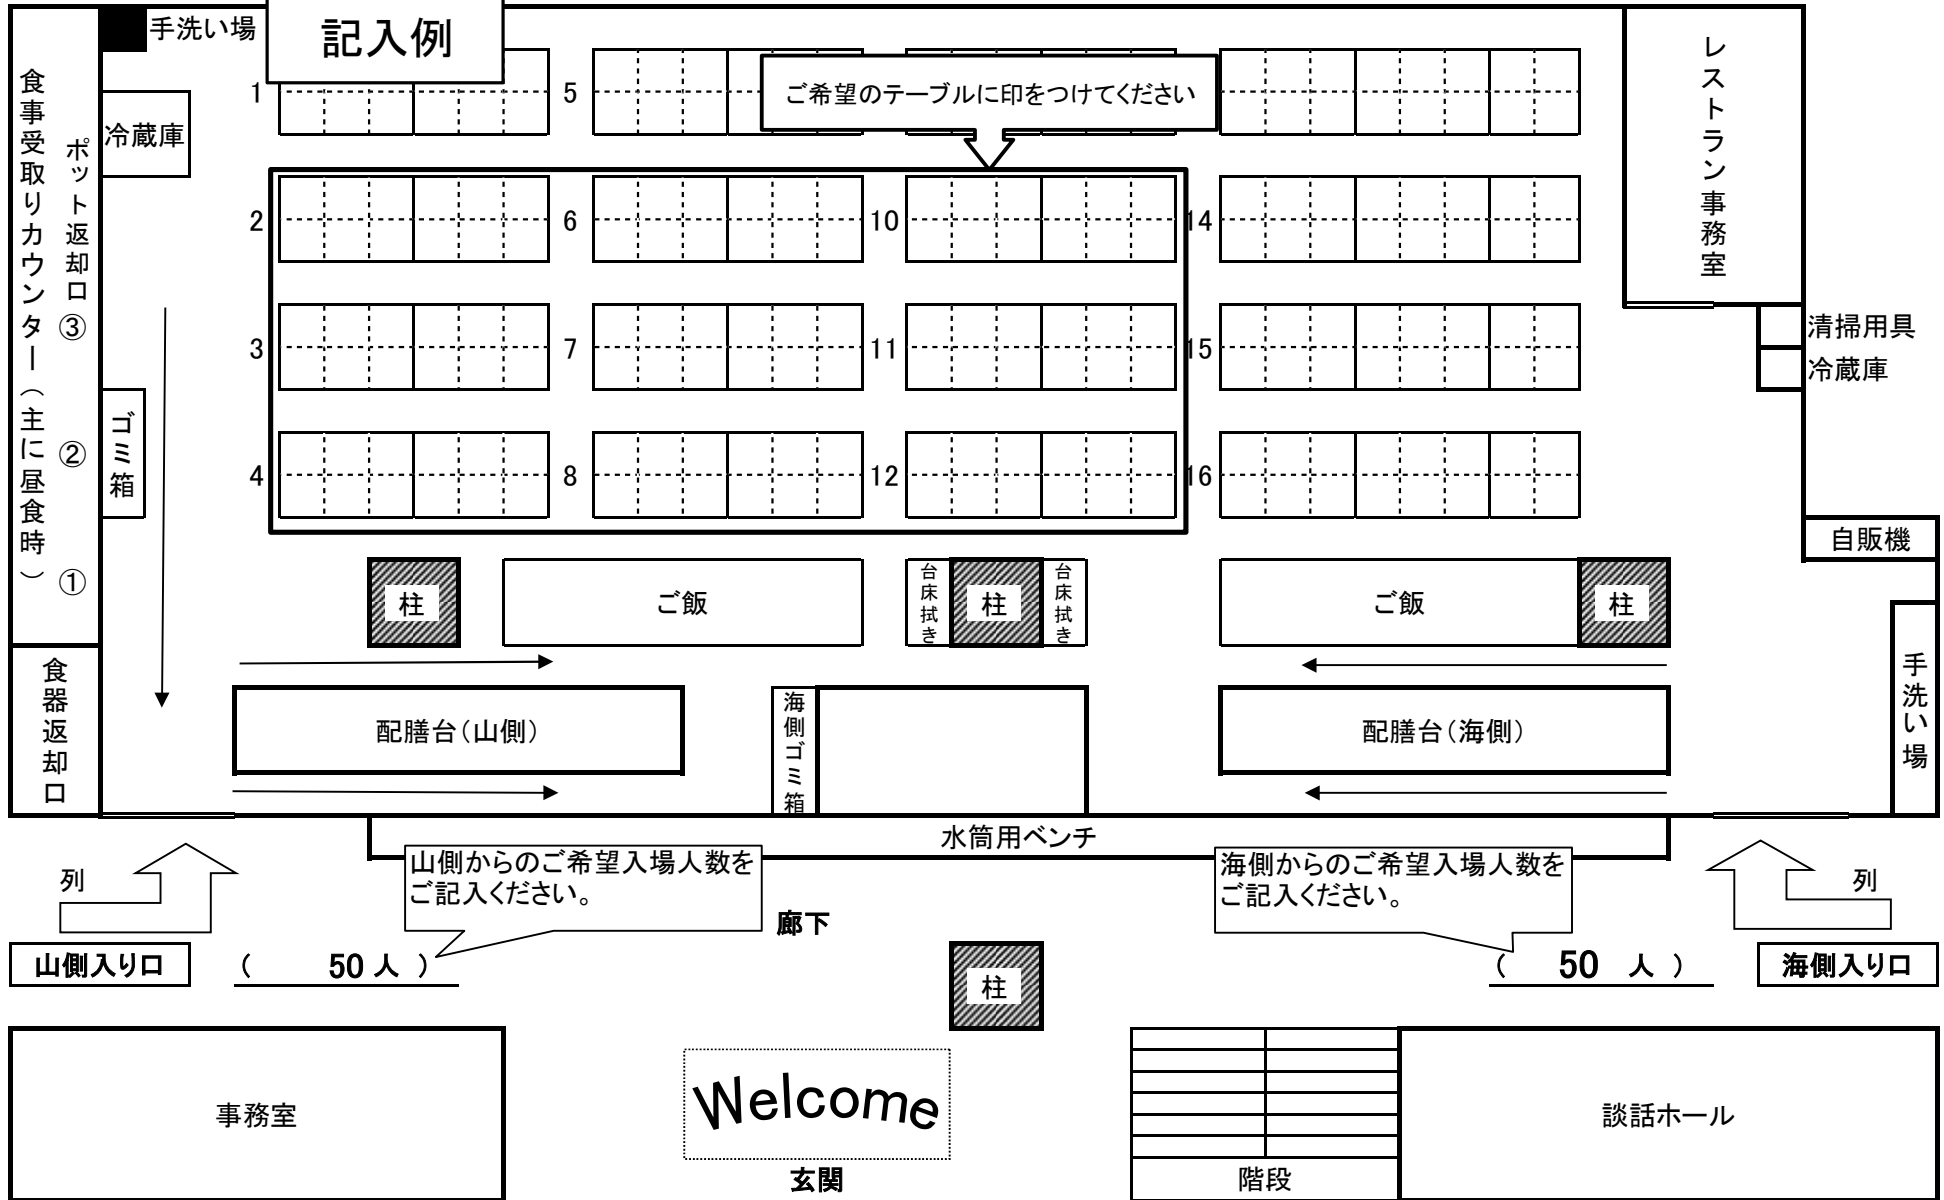 手洗い場
記入例
食事受取りカウンター(主に昼食時)
ポット返却口③
②
①
冷蔵庫
ゴミ箱
1
5
ご希望のテーブルに印をつけてください
レストラン事務室
2
6
10
14
3
7
11
15
清掃用具
冷蔵庫
4
8
12
16
自販機
柱
ご飯
台床拭き
柱
台床拭き
ご飯
柱
食器返却口
配膳台(山側)
海側ゴミ箱
配膳台(海側)
手洗い場
水筒用ベンチ
列
山側からのご希望入場人数を
ご記入ください。
廊下
海側からのご希望入場人数を
ご記入ください。
列
山側入り口
( 50 人 )
柱
( 50 人 )
海側入り口
事務室
Welcome
玄関
階段
談話ホール